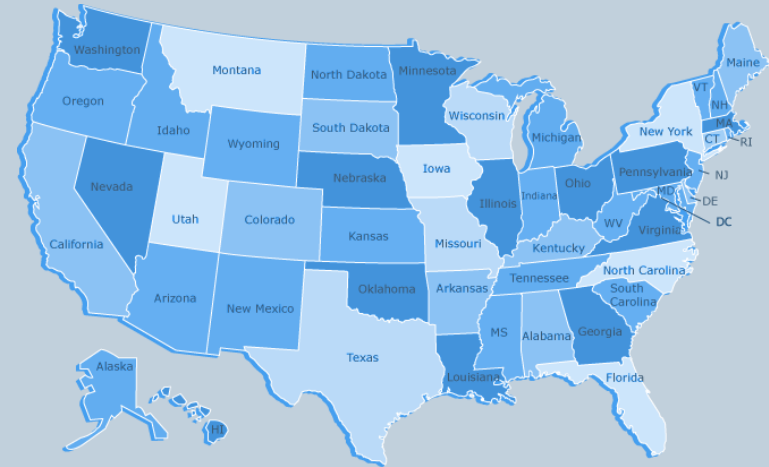 Washington
Montana
North Dakota
Minnesota
Maine
VT
NH
Oregon
Idaho
Wyoming
South Dakota
Wisconsin
Michigan
New York
MA
CT
RI
Nevada
Utah
Colorado
Nebraska
Iowa
Illinois
Indiana
Ohio
Pennsylvania
NJ
MD
DE
DC
California
Kansas
Missouri
Kentucky
WV
Virginia
Arizona
New Mexico
Oklahoma
Arkansas
Tennessee
North Carolina
South
Carolina
Texas
Louisiana
MS
Alabama
Georgia
Florida
Alaska
HI